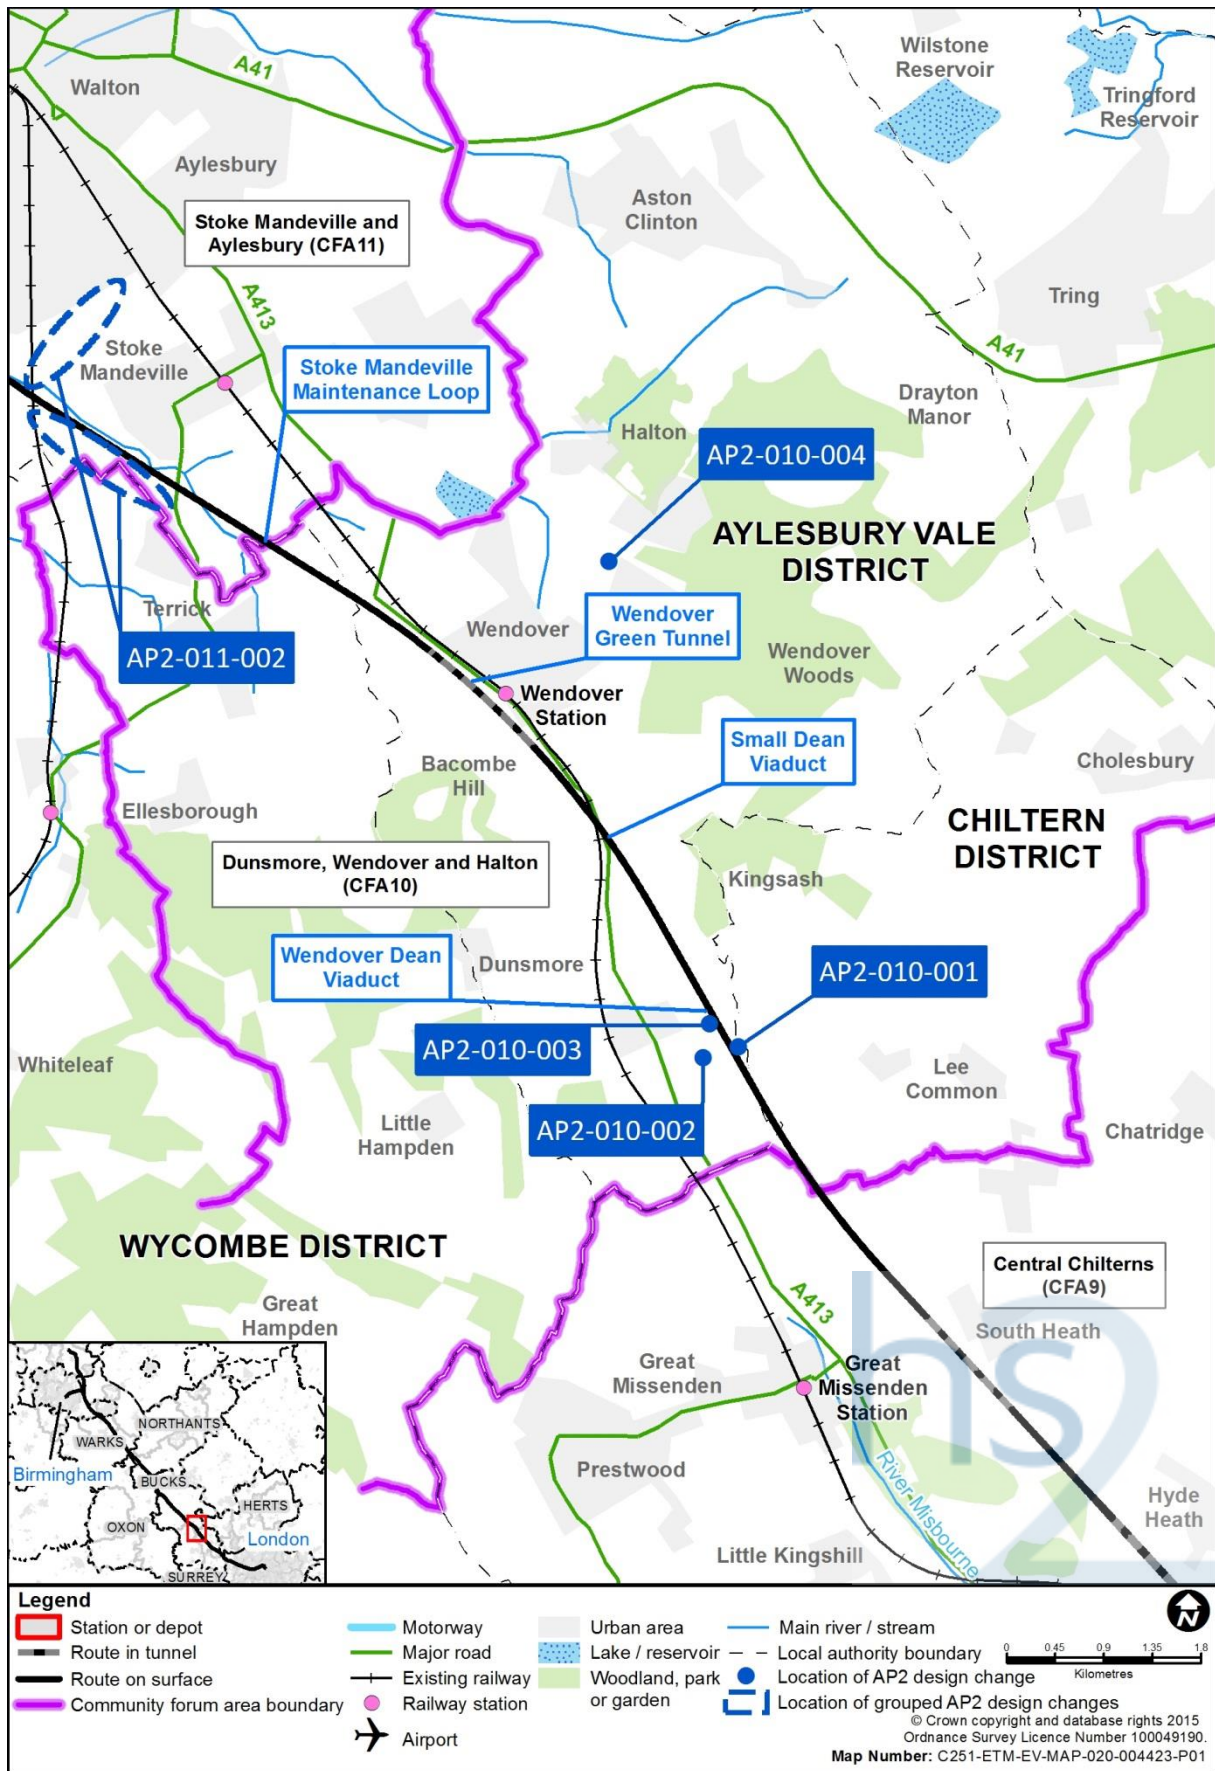 Wilstone
Reservoir
Tringford
Reservoir
A41
Walton
Aylesbury
Aston
Clinton
Stoke Mandeville and
Aylesbury (CFA11)
Tring
A413
A41
Stoke
Mandeville
Stoke Mandeville
Maintenance Loop
Drayton
Manor
Halton
AP2-010-004
AYLESBURY VALE
DISTRICT
Terrick
AP2-011-002
Wendover
Wendover
Green Tunnel
Wendover
Woods
Wendover
Station
Small Dean
Viaduct
Bacombe
Hill
Cholesbury
Ellesborough
CHILTERN
DISTRICT
Dunsmore, Wendover and Halton
(CFA10)
Kingsash
Wendover Dean
Viaduct
Dunsmore
AP2-010-001
AP2-010-003
Whiteleaf
Lee
Common
Little
Hampden
AP2-010-002
Chatridge
WYCOMBE DISTRICT
Central Chilterns
(CFA9)
Great
Hampden
A413
South Heath
hs2
Great
Missenden
Great
Missenden
Station
Prestwood
River Misbourne
Hyde
Heath
Little Kingshill
NORTHANTS
WARKS
Birmingham
BUCKS
HERTS
OXON
London
SURREY
Legend
Station or depot
Route in tunnel
Route on surface
Community forum area boundary
Motorway
Major road
Existing railway
Railway station
Airport
Urban area
Lake / reservoir
Woodland, park
or garden
Main river / stream
Local authority boundary
Location of AP2 design change
Location of grouped AP2 design changes
N
0 0.45 0.9 1.35 1.8
Kilometres
© Crown copyright and database rights 2015
Ordnance Survey Licence Number 100049190.
Map Number: C251-ETM-EV-MAP-020-004423-P01